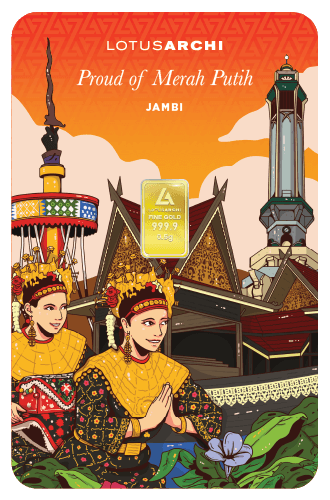 LOTUSARCHI
Proud of Merah Putih
JAMBI
LOTUSARCHI
FINE GOLD
999.9